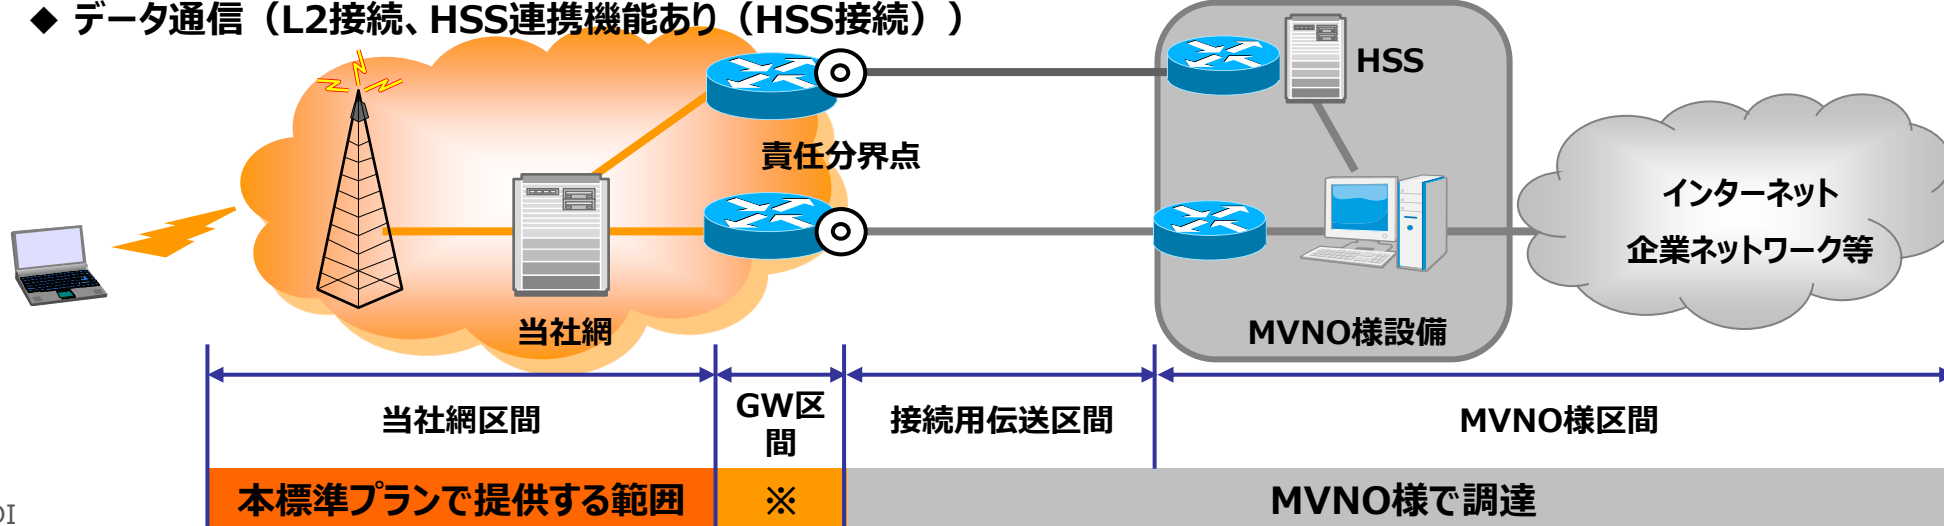 ◆ データ通信（L2接続、HSS連携機能あり（HSS接続））
HSS
責任分界点
インターネット
企業ネットワーク等
当社網
MVNO様設備
当社網区間
GW区
間
接続用伝送区間
MVNO様区間
本標準プランで提供する範囲
※
MVNO様で調達